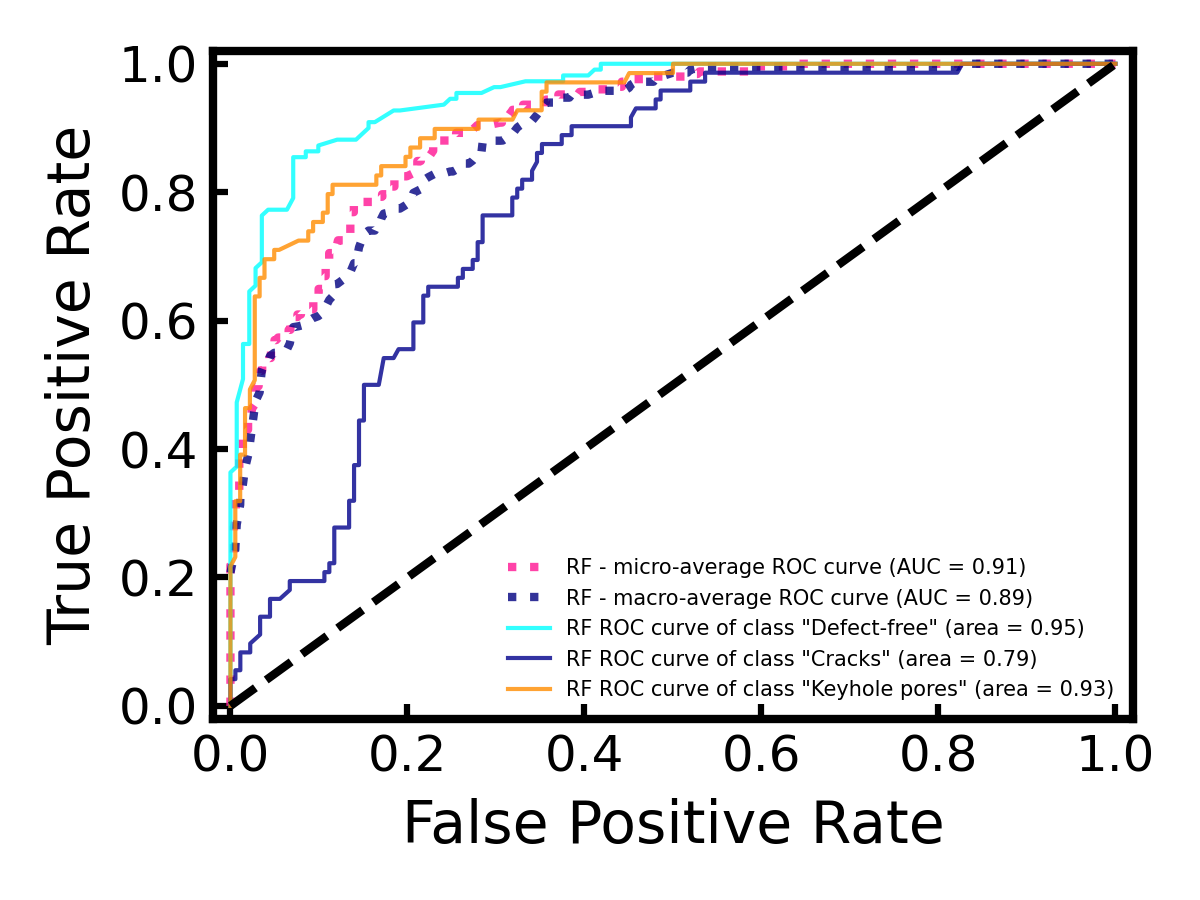 1.0
0.8
0.6
0.4
0.2
0.0
True Positive Rate
RF - micro-average ROC curve (AUC = 0.91)
RF - macro-average ROC curve (AUC = 0.89)
RF ROC curve of class "Defect-free" (area = 0.95)
RF ROC curve of class "Cracks" (area = 0.79)
RF ROC curve of class "Keyhole pores" (area = 0.93)
0.0 0.2 0.4 0.6 0.8 1.0
False Positive Rate